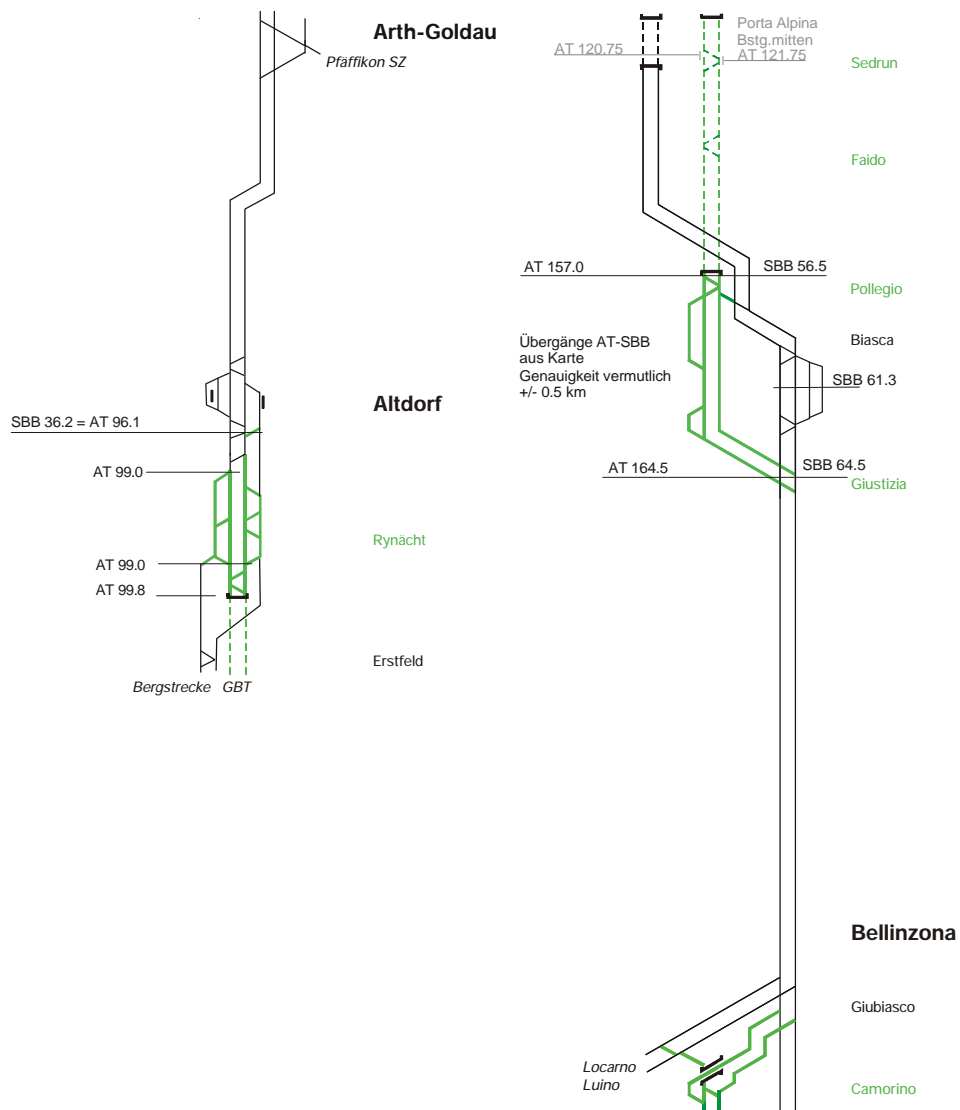 Arth-Goldau
Pfäffikon SZ
Altdorf
SBB 36.2 = AT 96.1
AT 99.0
Rynächt
AT 99.0
AT 99.8
Erstfeld
Bergstrecke GBT
Porta Alpina
Bstg.mitten
AT 120.75
AT 121.75
Sedrun
Faido
AT 157.0
SBB 56.5
Pollegio
Übergänge AT-SBB
aus Karte
Genauigkeit vermutlich
+/- 0.5 km
Biasca
SBB 61.3
AT 164.5
SBB 64.5
Giustizia
Bellinzona
Giubiasco
Locarno
Luino
Camorino